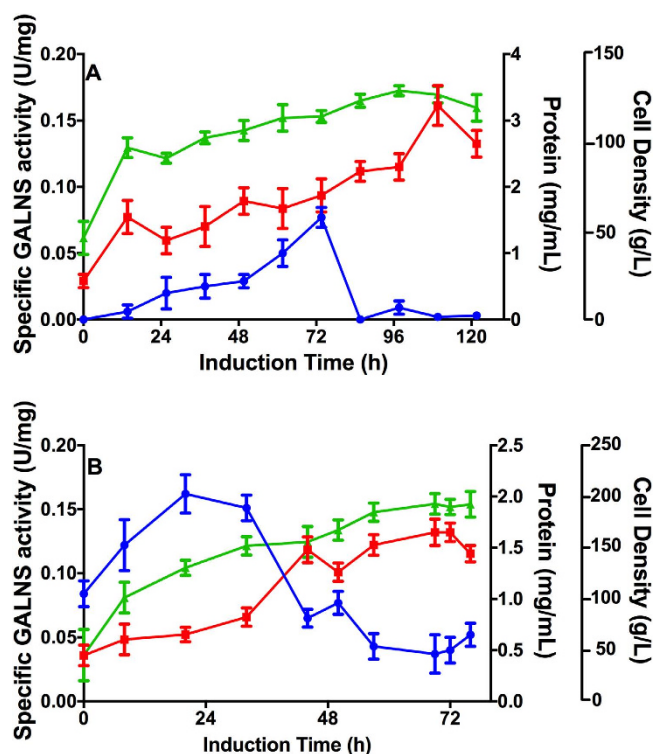 A
Specific GALNS activity (U/mg)
0.20
0.15
0.10
0.05
0.00
4
3
2
1
0
Protein (mg/mL)
150
100
50
0
Cell Density (g/L)
0 24 48 72 96 120
Induction Time (h)
B
Specific GALNS activity (U/mg)
0.20
0.15
0.10
0.05
0.00
2.5
2.0
1.5
1.0
0.5
0.0
Protein (mg/mL)
250
200
150
100
50
0
Cell Density (g/L)
0 24 48 72
Induction Time (h)